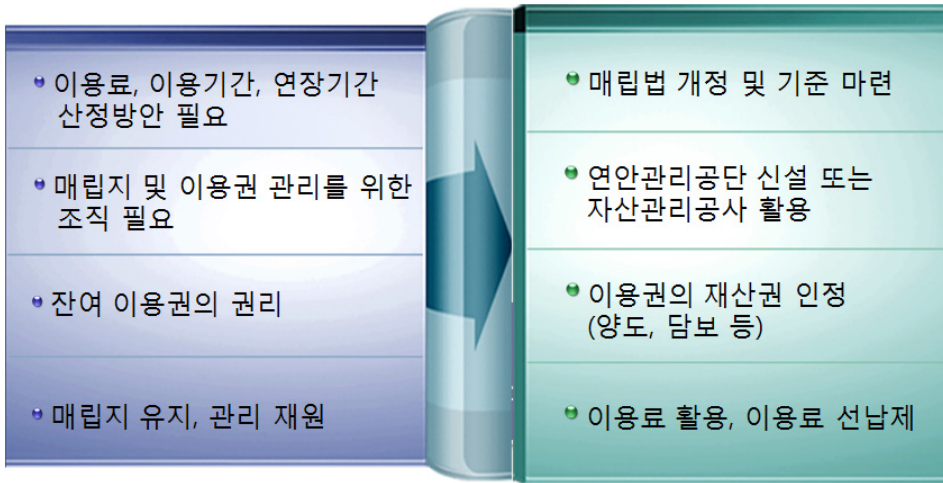 이용료, 이용기간, 연장기간
산정방안 필요
매립지 및 이용권 관리를 위한
조직 필요
잔여 이용권의 권리
매립지 유지, 관리 재원
매립법 개정 및 기준 마련
연안관리공단 신설 또는
자산관리공사 활용
이용권의 재산권 인정
(양도, 담보 등)
이용료 활용, 이용료 선납제